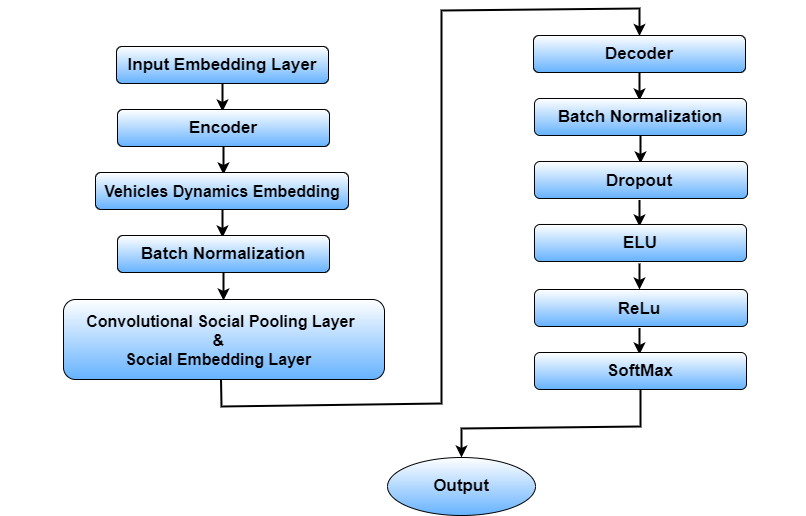 Input Embedding Layer
Encoder
Vehicles Dynamics Embedding
Batch Normalization
Convolutional Social Pooling Layer
&
Social Embedding Layer
Decoder
Batch Normalization
Dropout
ELU
ReLu
SoftMax
Output